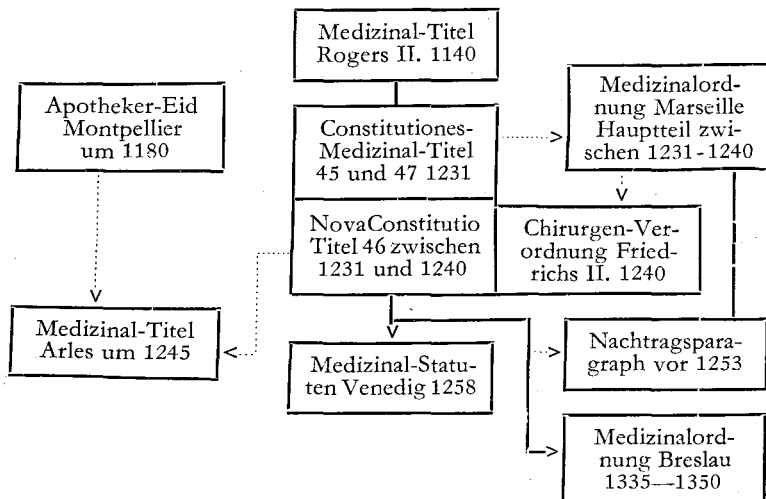 Medizinal-Titel
Rogers II. 1140
Apotheker-Eid
Montpellier
um 1180
Constitutiones-
Medizinal-Titel
45 und 47 1231
Medizinalord-
nung Marseille
Hauptteil zwi-
schen 1231-1240
NovaConstitutio
Titel 46 zwischen
1231 und 1240
Chirurgen-Ver-
ordnung Fried-
richs II. 1240
Medizinal-Titel
Arles um 1245
Medizinal-Statu-
ten Venedig 1258
Nachtragspara-
graph vor 1253
Medizinalord-
nung Breslau
1335—1350